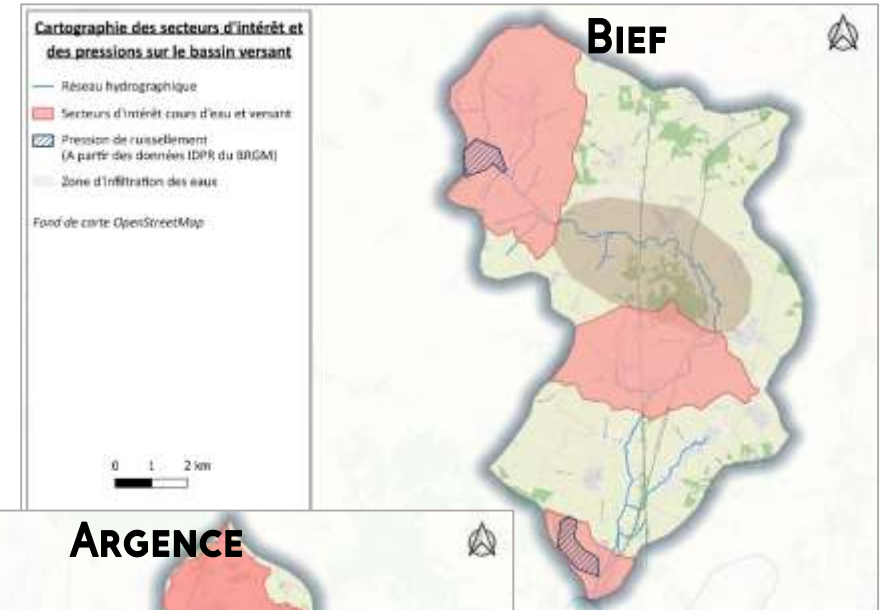 Cartographie des secteurs d'intérêt et
des pressions sur le bassin versant
Réseau hydrographique
Secteurs d'intérêt cours d'eau et versant
Pression de ruissellement
(A partir des données IDPR du BRGM)
Zone d'infiltration des eaux
Fond de carte OpenStreetMap
0 1 2 km
BIEF
ARGENCE